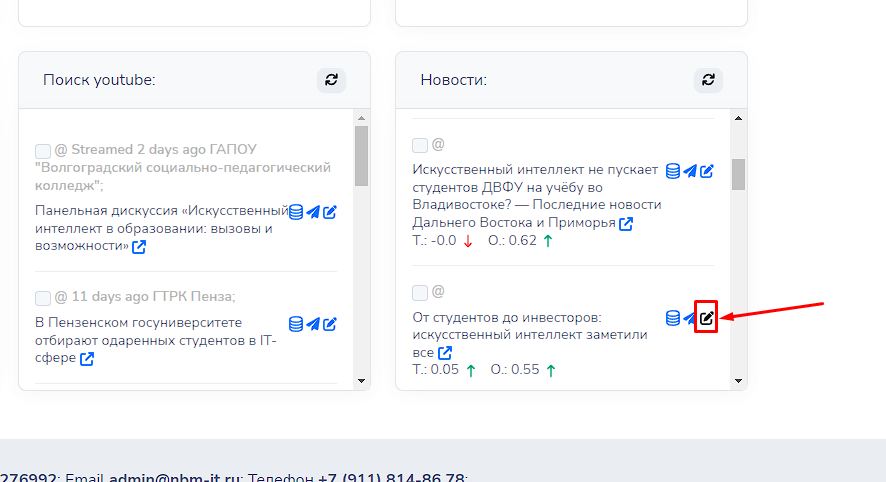 Поиск youtube:
@ Streamed 2 days ago ГАПОУ
"Волгоградский социально-педагогический
колледж";
Панельная дискуссия «Искусственный
интеллект в образовании: вызовы и
возможности»
@ 11 days ago ГТРК Пенза;
В Пензенском госуниверситете
отбирают одаренных студентов в IT-
сфере
Новости:
@
Искусственный интеллект не пускает
студентов ДВФУ на учёбу во
Владивостоке? — Последние новости
Дальнего Востока и Приморья
Т.: -0.0 ↓ О.: 0.62 ↑
@
От студентов до инвесторов:
искусственный интеллект заметили
все
Т.: 0.05 ↑ О.: 0.55 ↑
276992; Email admin@nbm-it.ru; Телефон +7 (911) 814-86 78;